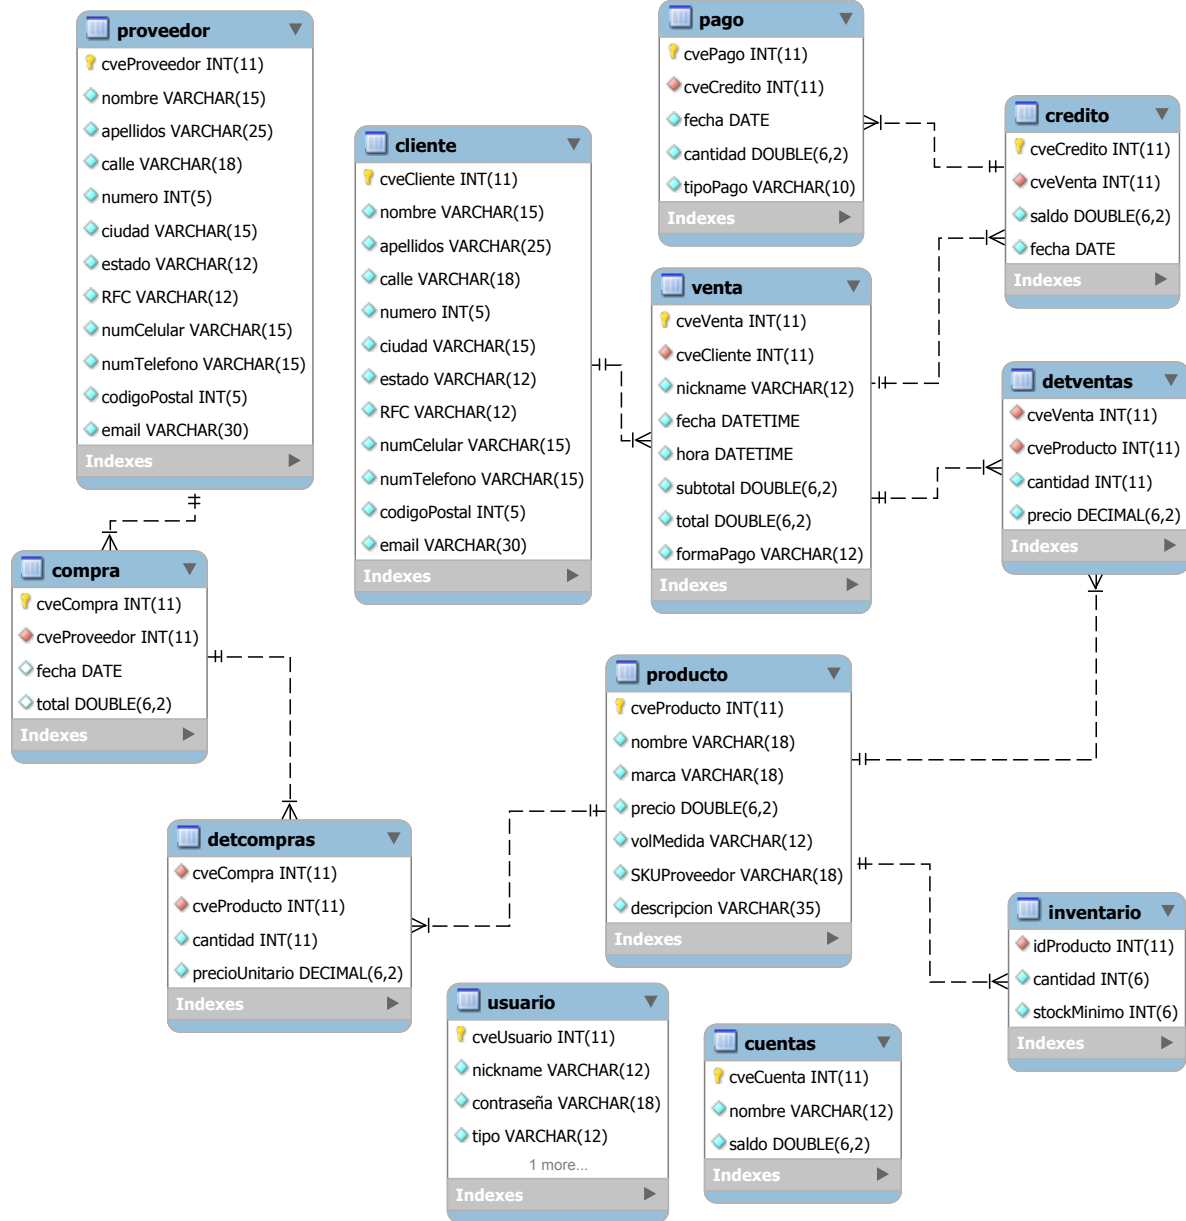 proveedor
cveProveedor INT(11)
nombre VARCHAR(15)
apellidos VARCHAR(25)
calle VARCHAR(18)
numero INT(5)
ciudad VARCHAR(15)
estado VARCHAR(12)
RFC VARCHAR(12)
numCelular VARCHAR(15)
numTelefono VARCHAR(15)
codigoPostal INT(5)
email VARCHAR(30)
Indexes
cliente
cveCliente INT(11)
nombre VARCHAR(15)
apellidos VARCHAR(25)
calle VARCHAR(18)
numero INT(5)
ciudad VARCHAR(15)
estado VARCHAR(12)
RFC VARCHAR(12)
numCelular VARCHAR(15)
numTelefono VARCHAR(15)
codigoPostal INT(5)
email VARCHAR(30)
Indexes
pago
cvePago INT(11)
cveCredito INT(11)
fecha DATE
cantidad DOUBLE(6,2)
tipoPago VARCHAR(10)
Indexes
credito
cveCredito INT(11)
cveVenta INT(11)
saldo DOUBLE(6,2)
fecha DATE
Indexes
venta
cveVenta INT(11)
cveCliente INT(11)
nickname VARCHAR(12)
fecha DATETIME
hora DATETIME
subtotal DOUBLE(6,2)
total DOUBLE(6,2)
formaPago VARCHAR(12)
Indexes
detventas
cveVenta INT(11)
cveProducto INT(11)
cantidad INT(11)
precio DECIMAL(6,2)
Indexes
compra
cveCompra INT(11)
cveProveedor INT(11)
fecha DATE
total DOUBLE(6,2)
Indexes
producto
cveProducto INT(11)
nombre VARCHAR(18)
marca VARCHAR(18)
precio DOUBLE(6,2)
volMedida VARCHAR(12)
SKUProveedor VARCHAR(18)
descripcion VARCHAR(35)
Indexes
detcompras
cveCompra INT(11)
cveProducto INT(11)
cantidad INT(11)
precioUnitario DECIMAL(6,2)
Indexes
inventario
idProducto INT(11)
cantidad INT(6)
stockMinimo INT(6)
Indexes
usuario
cveUsuario INT(11)
nickname VARCHAR(12)
contraseña VARCHAR(18)
tipo VARCHAR(12)
1 more...
Indexes
cuentas
cveCuenta INT(11)
nombre VARCHAR(12)
saldo DOUBLE(6,2)
Indexes